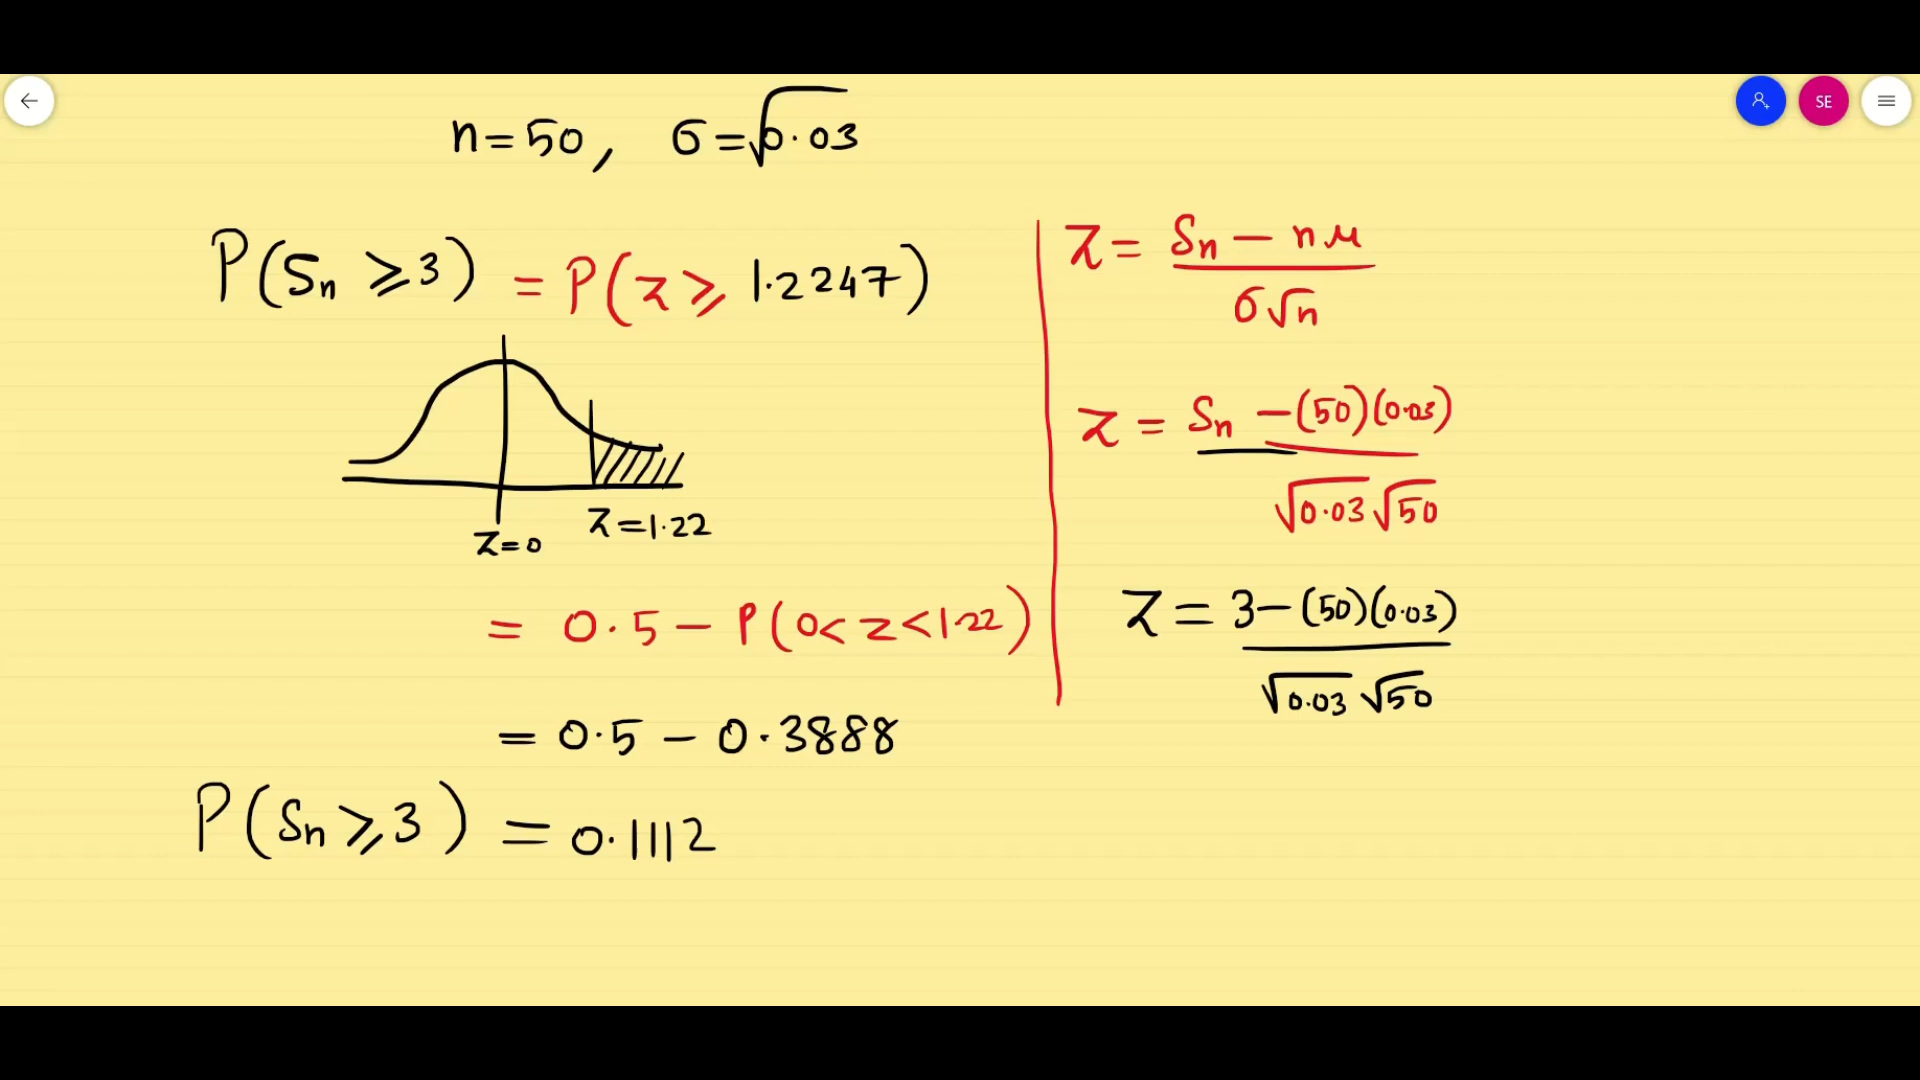 SE
n=50, σ=√0.03
P(Sn ⩾3) = P(z⩾ 1.2247)
z=0
z=1.22
= 0.5 - P(0<z<1.22)
= 0.5 - 0.3888
P(Sn ⩾3) = 0.1112
z = Sn - nμ
σ√n
z = Sn -(50)(0.03)
√0.03 √50
z = 3-(50)(0.03)
√0.03 √50